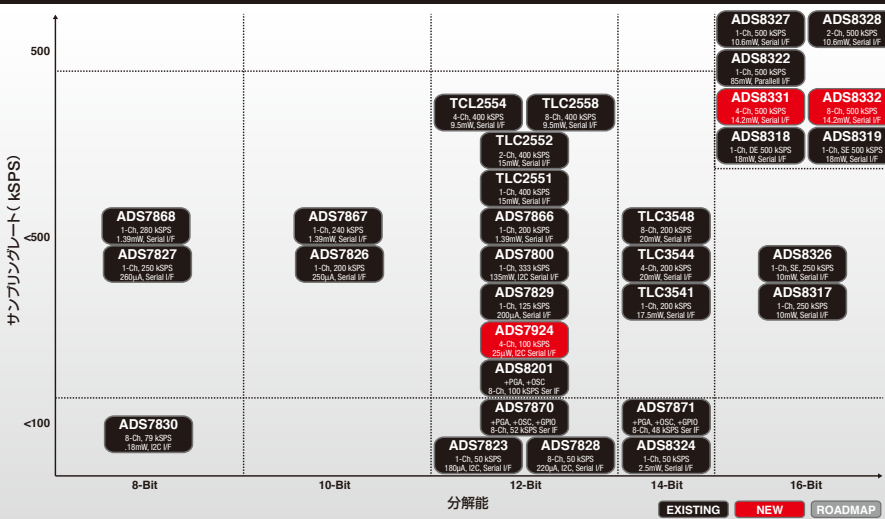 サンプリングレート( kSPS)
500
<500
<100
ADS8327
1-Ch, 500 kSPS
10.6mW, Serial I/F
ADS8328
2-Ch, 500 kSPS
10.6mW, Serial I/F
ADS8322
1-Ch, 500 kSPS
85mW, Parallell I/F
ADS8331
4-Ch, 500 kSPS
14.2mW, Serial I/F
ADS8332
8-Ch, 500 kSPS
14.2mW, Serial I/F
ADS8318
1-Ch, DE 500 kSPS
18mW, Serial I/F
ADS8319
1-Ch, SE 500 kSPS
18mW, Serial I/F
TCL2554
4-Ch, 400 kSPS
9.5mW, Serial I/F
TLC2558
8-Ch, 400 kSPS
9.5mW, Serial I/F
TLC2552
2-Ch, 400 kSPS
15mW, Serial I/F
TLC2551
1-Ch, 400 kSPS
15mW, Serial I/F
ADS7868
1-Ch, 280 kSPS
1.39mW, Serial I/F
ADS7867
1-Ch, 240 kSPS
1.39mW, Serial I/F
ADS7866
1-Ch, 200 kSPS
1.39mW, Serial I/F
TLC3548
8-Ch, 200 kSPS
20mW, Serial I/F
ADS7827
1-Ch, 250 kSPS
260µA, Serial I/F
ADS7826
1-Ch, 200 kSPS
250µA, Serial I/F
ADS7800
1-Ch, 333 kSPS
135mW, I2C Serial I/F
TLC3544
4-Ch, 200 kSPS
20mW, Serial I/F
ADS8326
1-Ch, SE, 250 kSPS
10mW, Serial I/F
ADS7829
1-Ch, 125 kSPS
200µA, Serial I/F
TLC3541
1-Ch, 200 kSPS
17.5mW, Serial I/F
ADS8317
1-Ch, 250 kSPS
10mW, Serial I/F
ADS7924
4-Ch, 100 kSPS
25µW, I2C Serial I/F
ADS8201
+PGA, +OSC
8-Ch, 100 kSPS Ser IF
ADS7830
8-Ch, 79 kSPS
.18mW, I2C I/F
ADS7870
+PGA, +OSC, +GPIO
8-Ch, 52 kSPS Ser IF
ADS7871
+PGA, +OSC, +GPIO
8-Ch, 48 kSPS Ser IF
ADS7823
1-Ch, 50 kSPS
180µA, I2C, Serial I/F
ADS7828
8-Ch, 50 kSPS
220µA, I2C, Serial I/F
ADS8324
1-Ch, 50 kSPS
2.5mW, Serial I/F
8-Bit
10-Bit
12-Bit
14-Bit
16-Bit
分解能
EXISTING
NEW
ROADMAP